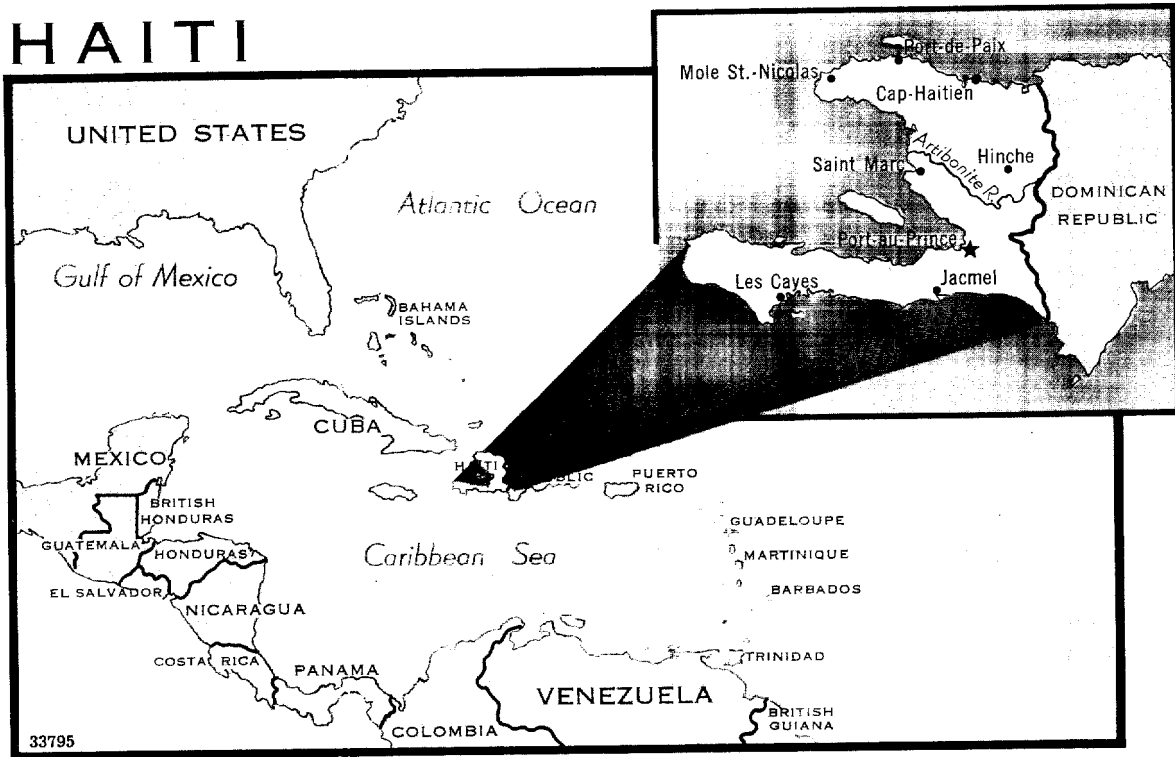 HAITI
Port-de-Paix
Mole St.-Nicolas
Cap-Haitien
Artibonite R.
Hinche
Saint Marc
DOMINICAN
REPUBLIC
Port-au-Prince
Les Cayes
Jacmel
UNITED STATES
Atlantic Ocean
Gulf of Mexico
BAHAMA
ISLANDS
CUBA
MEXICO
HAITI
BLIC
PUERTO
RICO
BRITISH
HONDURAS
GUATEMALA
HONDURAS
Caribbean Sea
GUADELOUPE
MARTINIQUE
EL SALVADOR
BARBADOS
NICARAGUA
COSTA RICA
PANAMA
TRINIDAD
VENEZUELA
COLOMBIA
BRITISH
GUIANA
33795